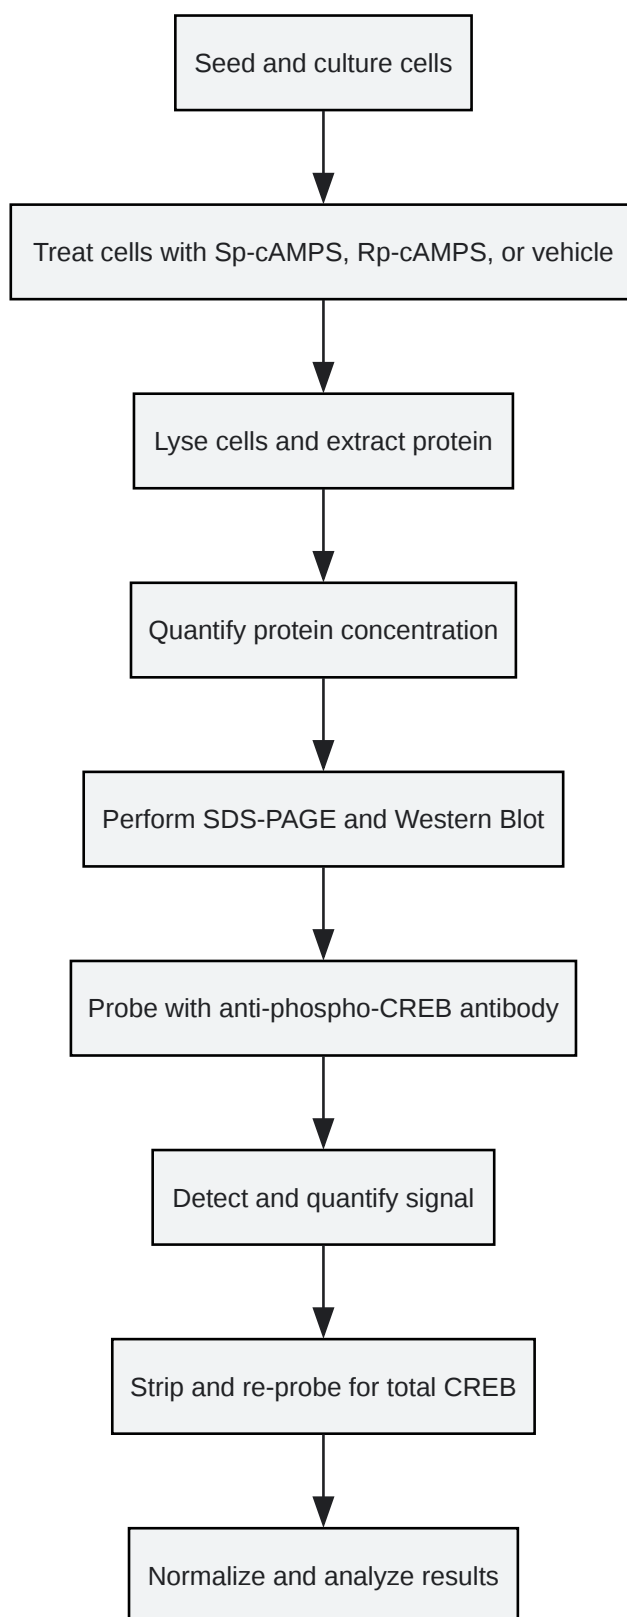 Seed and culture cells
Treat cells with Sp-cAMPS, Rp-cAMPS, or vehicle
Lyse cells and extract protein
Quantify protein concentration
Perform SDS-PAGE and Western Blot
Probe with anti-phospho-CREB antibody
Detect and quantify signal
Strip and re-probe for total CREB
Normalize and analyze results